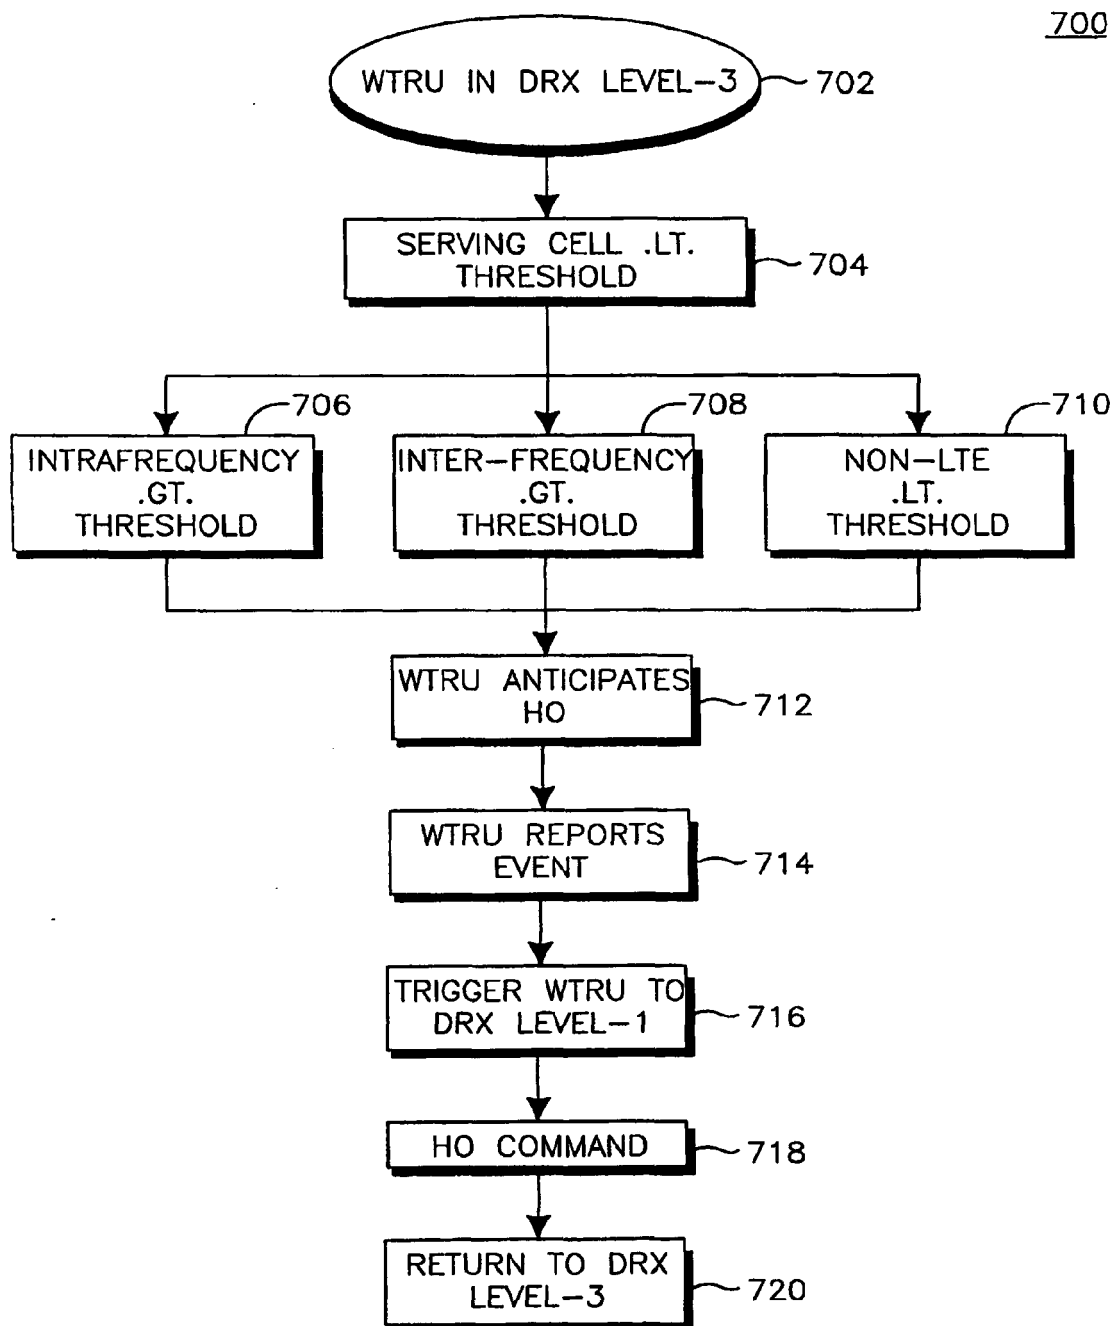 700
WTRU IN DRX LEVEL-3
702
SERVING CELL .LT.
THRESHOLD
704
706
708
710
INTRAFREQUENCY
.GT.
THRESHOLD
INTER-FREQUENCY
.GT.
THRESHOLD
NON-LTE
.LT.
THRESHOLD
WTRU ANTICIPATES
HO
712
WTRU REPORTS
EVENT
714
TRIGGER WTRU TO
DRX LEVEL-1
716
HO COMMAND
718
RETURN TO DRX
LEVEL-3
720